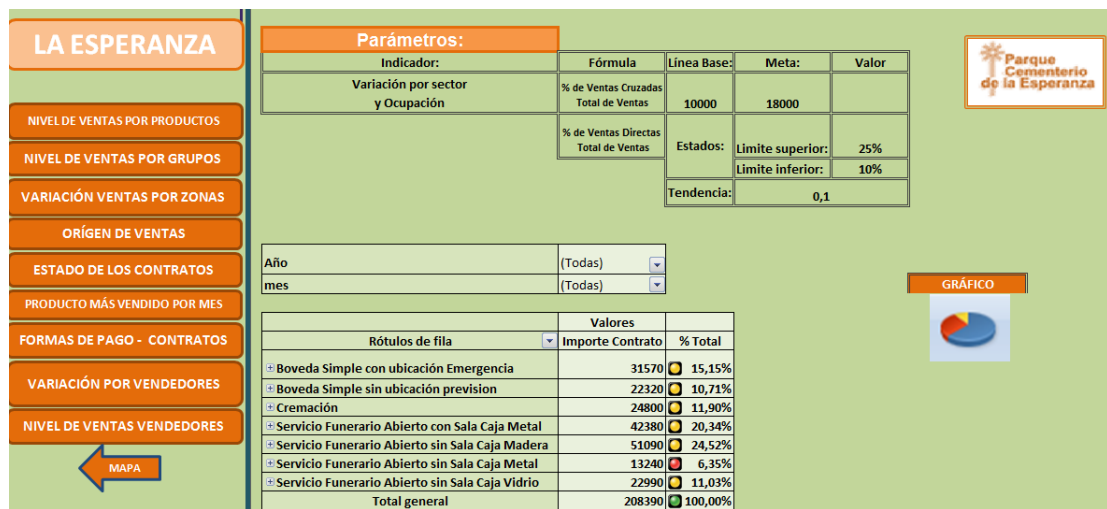 LA ESPERANZA
NIVEL DE VENTAS POR PRODUCTOS
NIVEL DE VENTAS POR GRUPOS
VARIACIÓN VENTAS POR ZONAS
ORÍGEN DE VENTAS
ESTADO DE LOS CONTRATOS
PRODUCTO MÁS VENDIDO POR MES
FORMAS DE PAGO - CONTRATOS
VARIACIÓN POR VENDEDORES
NIVEL DE VENTAS VENDEDORES
MAPA
Parámetros:
Indicador: Fórmula Línea Base: Meta: Valor
Variación por sector
y Ocupación
% de Ventas Cruzadas
Total de Ventas
10000 18000
% de Ventas Directas
Total de Ventas
Estados: Limite superior: 25%
Limite inferior: 10%
Tendencia: 0,1
Parque
Cementerio
de la Esperanza
Año (Todas)
mes (Todas)
GRÁFICO
Valores
Rótulos de fila Importe Contrato % Total
Boveda Simple con ubicación Emergencia 31570 15,15%
Boveda Simple sin ubicación prevision 22320 10,71%
Cremación 24800 11,90%
Servicio Funerario Abierto con Sala Caja Metal 42380 20,34%
Servicio Funerario Abierto sin Sala Caja Madera 51090 24,52%
Servicio Funerario Abierto sin Sala Caja Metal 13240 6,35%
Servicio Funerario Abierto sin Sala Caja Vidrio 22990 11,03%
Total general 208390 100,00%